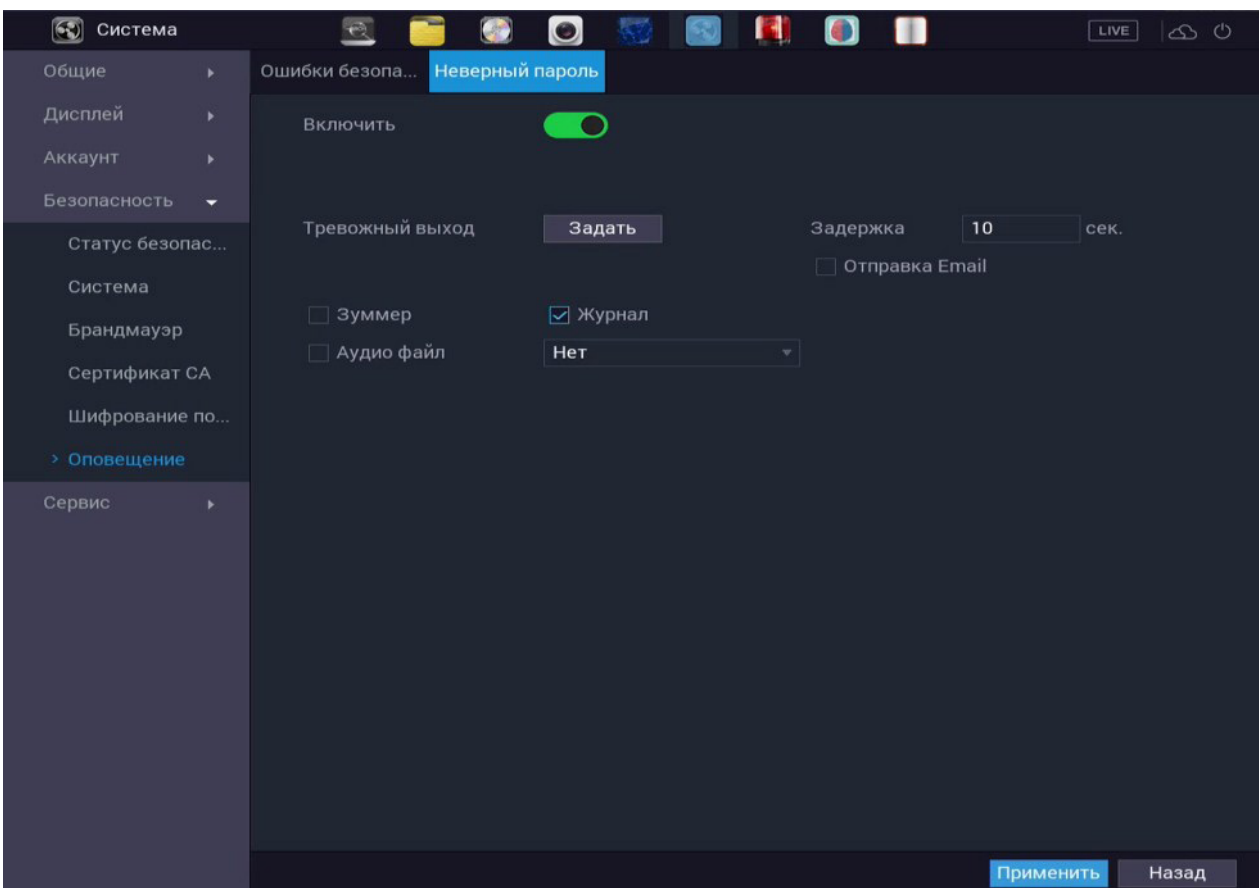 Система
LIVE
Общие
Дисплей
Аккаунт
Безопасность
Статус безопас...
Система
Брандмауэр
Сертификат CA
Шифрование по...
> Оповещение
Сервис
Ошибки безопа... Неверный пароль
Включить
Тревожный выход Задать Задержка 10 сек.
Отправка Email
Зуммер Журнал
Аудио файл Нет
Применить Назад